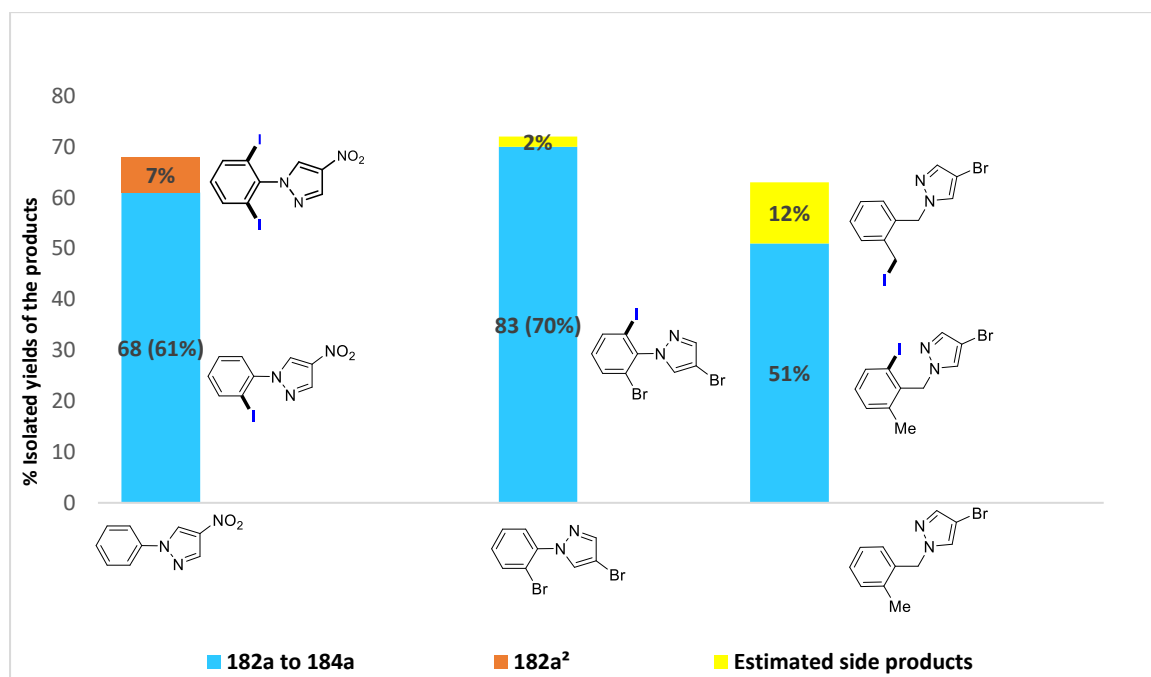 % Isolated yields of the products
80
70
60
50
40
30
20
10
0
7%
68 (61%)
I
N
N
NO2
I
I
N
N
NO2
2%
83 (70%)
I
N
N
Br
Br
12%
51%
Br
N
N
I
I
N
N
Br
Me
N
N
NO2
N
N
Br
Br
Br
N
N
Me
182a to 184a
182a²
Estimated side products